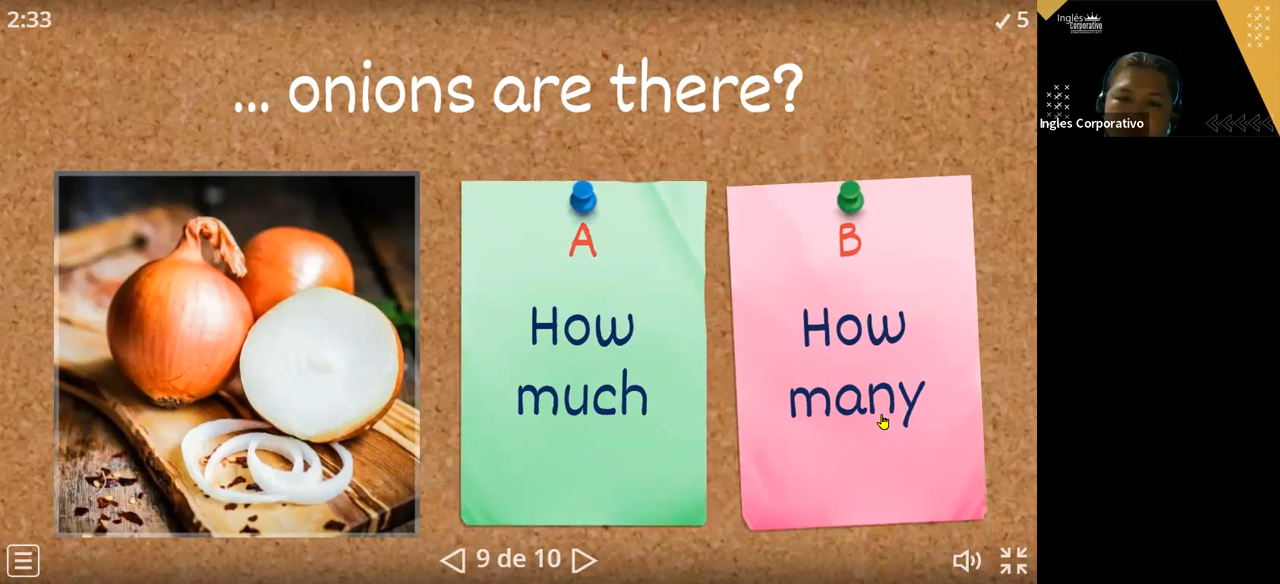 2:33
✓ 5
... onions are there?
A
How
much
B
How
many
9 de 10
Inglés
Corporativo
Ingles Corporativo